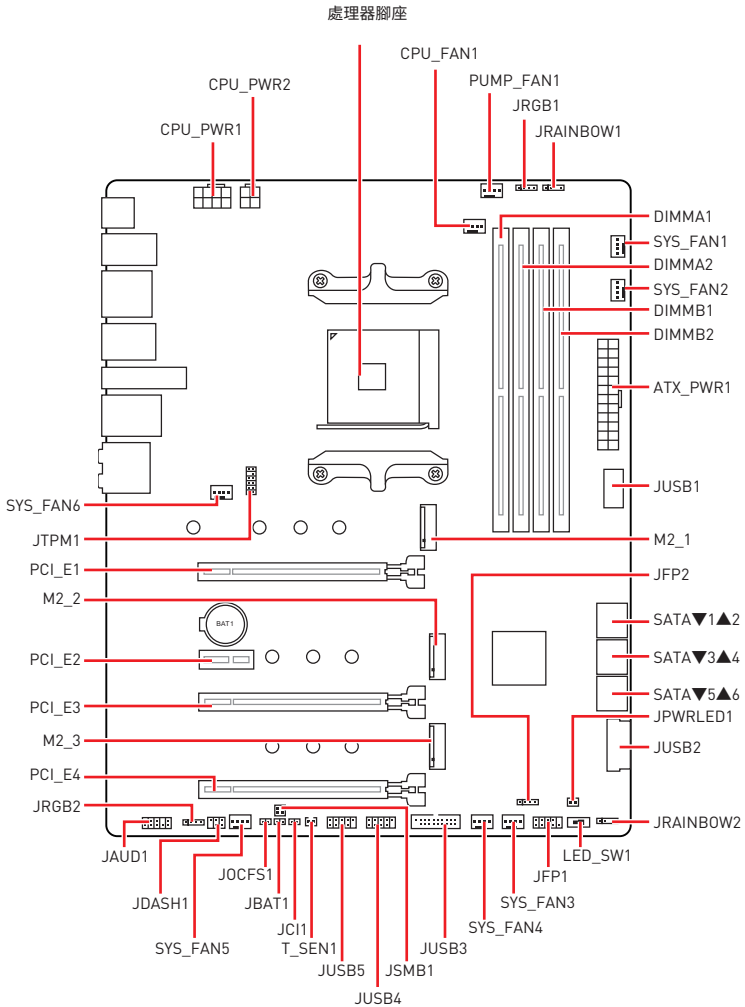 處理器腳座
CPU_FAN1
PUMP_FAN1
CPU_PWR2
JRGB1
CPU_PWR1
JRAINBOW1
DIMMA1
SYS_FAN1
DIMMA2
SYS_FAN2
DIMMB1
DIMMB2
ATX_PWR1
JUSB1
SYS_FAN6
JTPM1
M2_1
PCI_E1
JFP2
M2_2
BAT1
SATA▼1▲2
PCI_E2
SATA▼3▲4
SATA▼5▲6
PCI_E3
JPWRLED1
M2_3
JUSB2
PCI_E4
JRGB2
JRAINBOW2
JAUD1
JOCFS1
LED_SW1
JDASH1
JBAT1
JFP1
JCI1
SYS_FAN3
SYS_FAN5
T_SEN1
JUSB3
SYS_FAN4
JUSB5
JSMB1
JUSB4